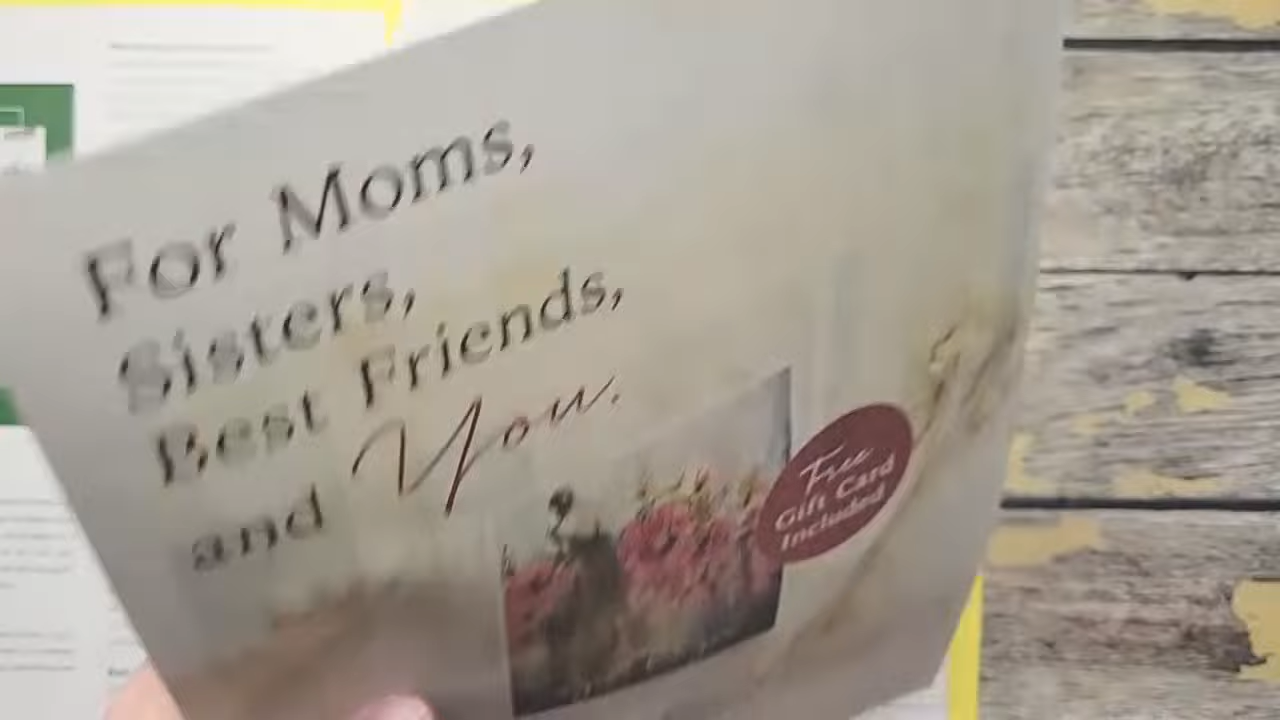 For Moms,
Sisters,
Best Friends,
and You.
Free
Gift Card
Included